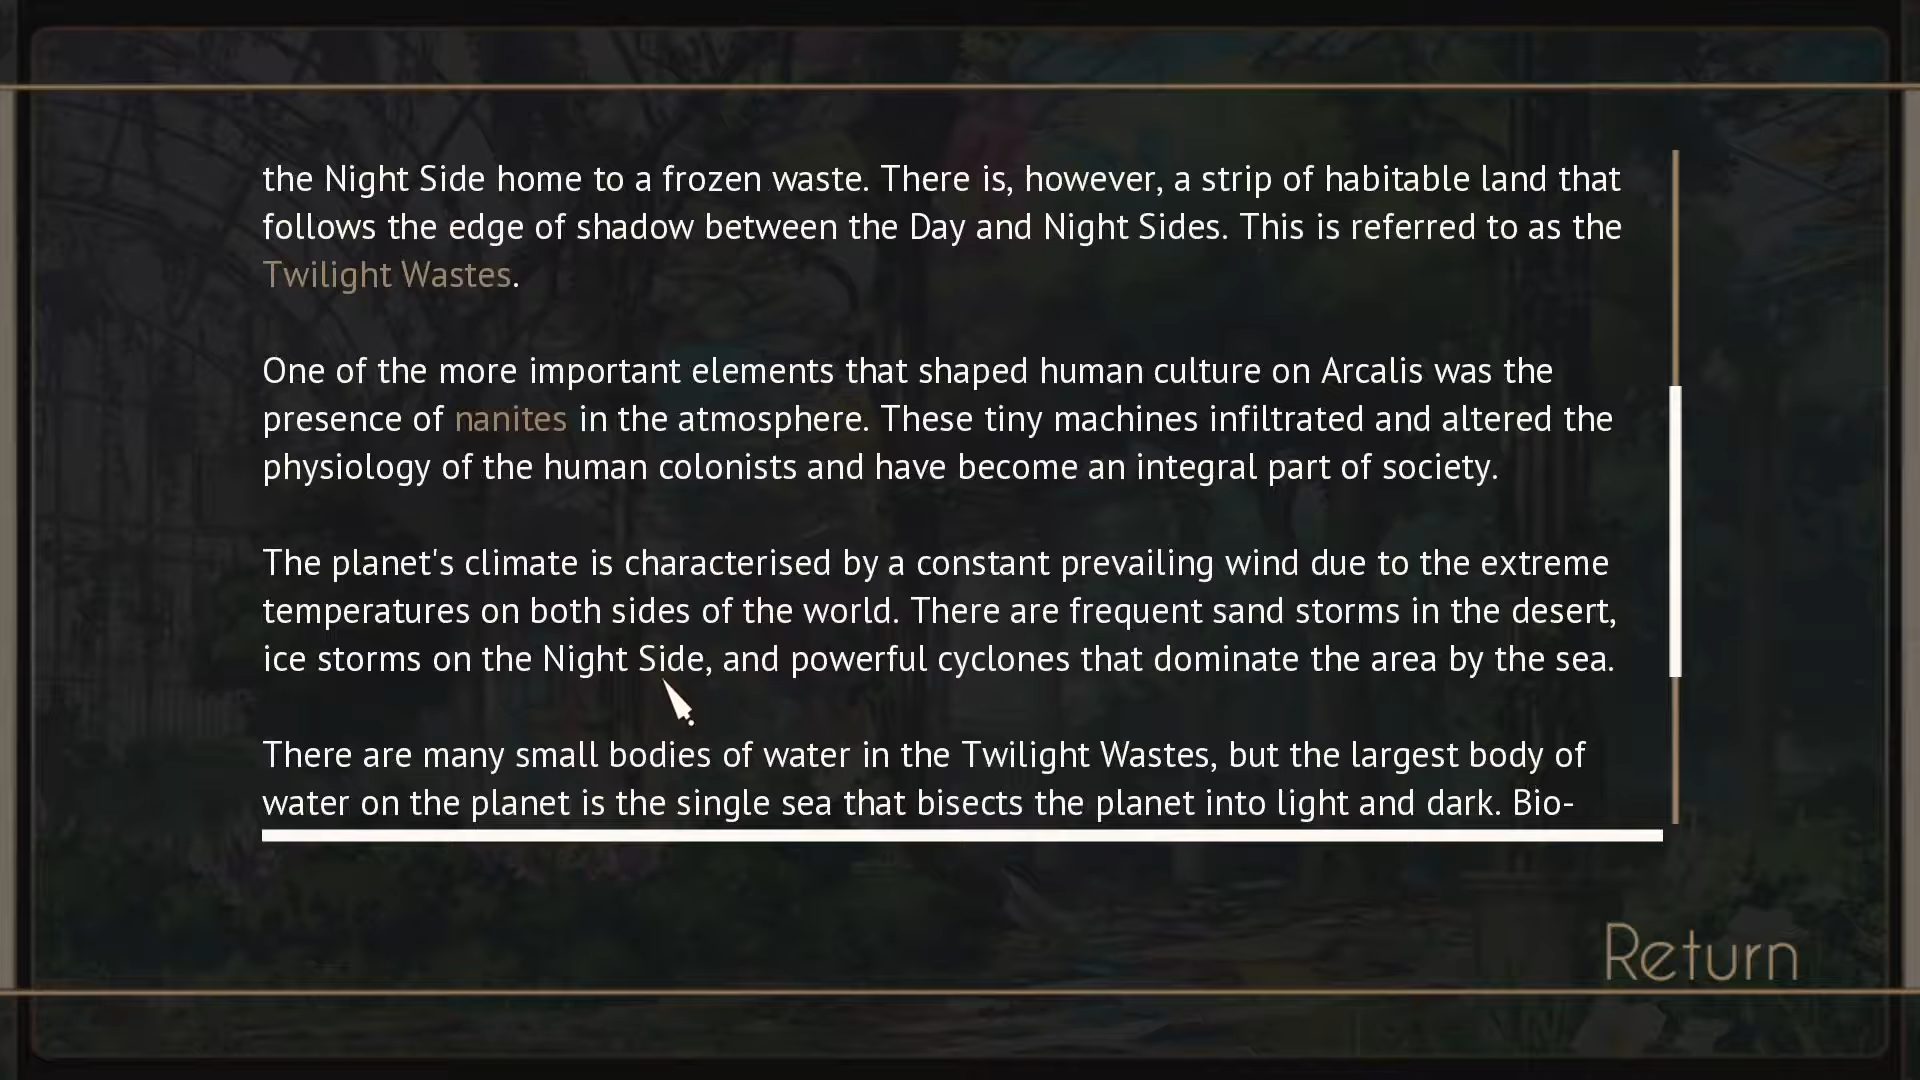 the Night Side home to a frozen waste. There is, however, a strip of habitable land that
follows the edge of shadow between the Day and Night Sides. This is referred to as the
Twilight Wastes.
One of the more important elements that shaped human culture on Arcalis was the
presence of nanites in the atmosphere. These tiny machines infiltrated and altered the
physiology of the human colonists and have become an integral part of society.
The planet's climate is characterised by a constant prevailing wind due to the extreme
temperatures on both sides of the world. There are frequent sand storms in the desert,
ice storms on the Night Side, and powerful cyclones that dominate the area by the sea.
There are many small bodies of water in the Twilight Wastes, but the largest body of
water on the planet is the single sea that bisects the planet into light and dark. Bio-
Return